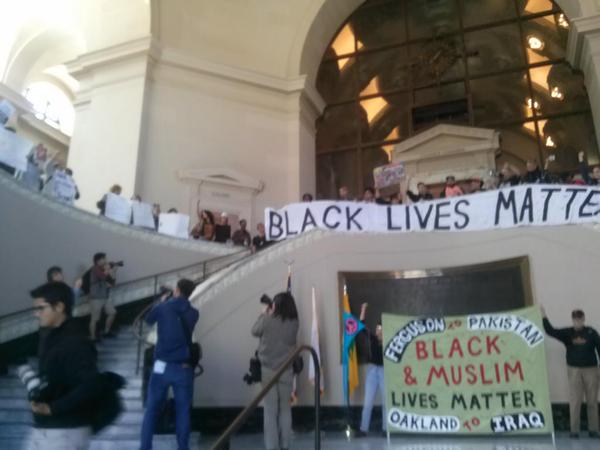 BLACK LIVES MATTE
FERGUSON TO PAKISTAN
BLACK
& MUSLIM
LIVES MATTER
OAKLAND TO IRAQ